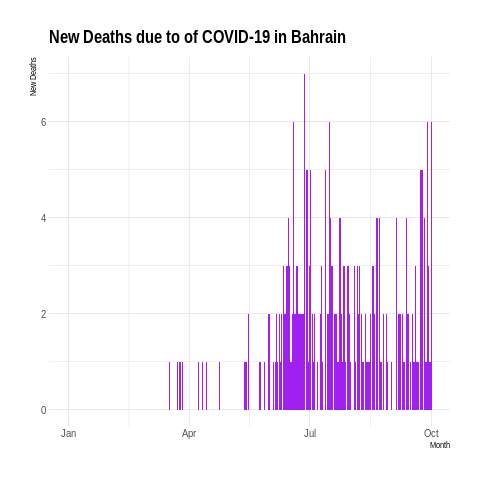 New Deaths due to of COVID-19 in Bahrain
New Deaths
6
4
2
0
Jan Apr Jul Oct
Month